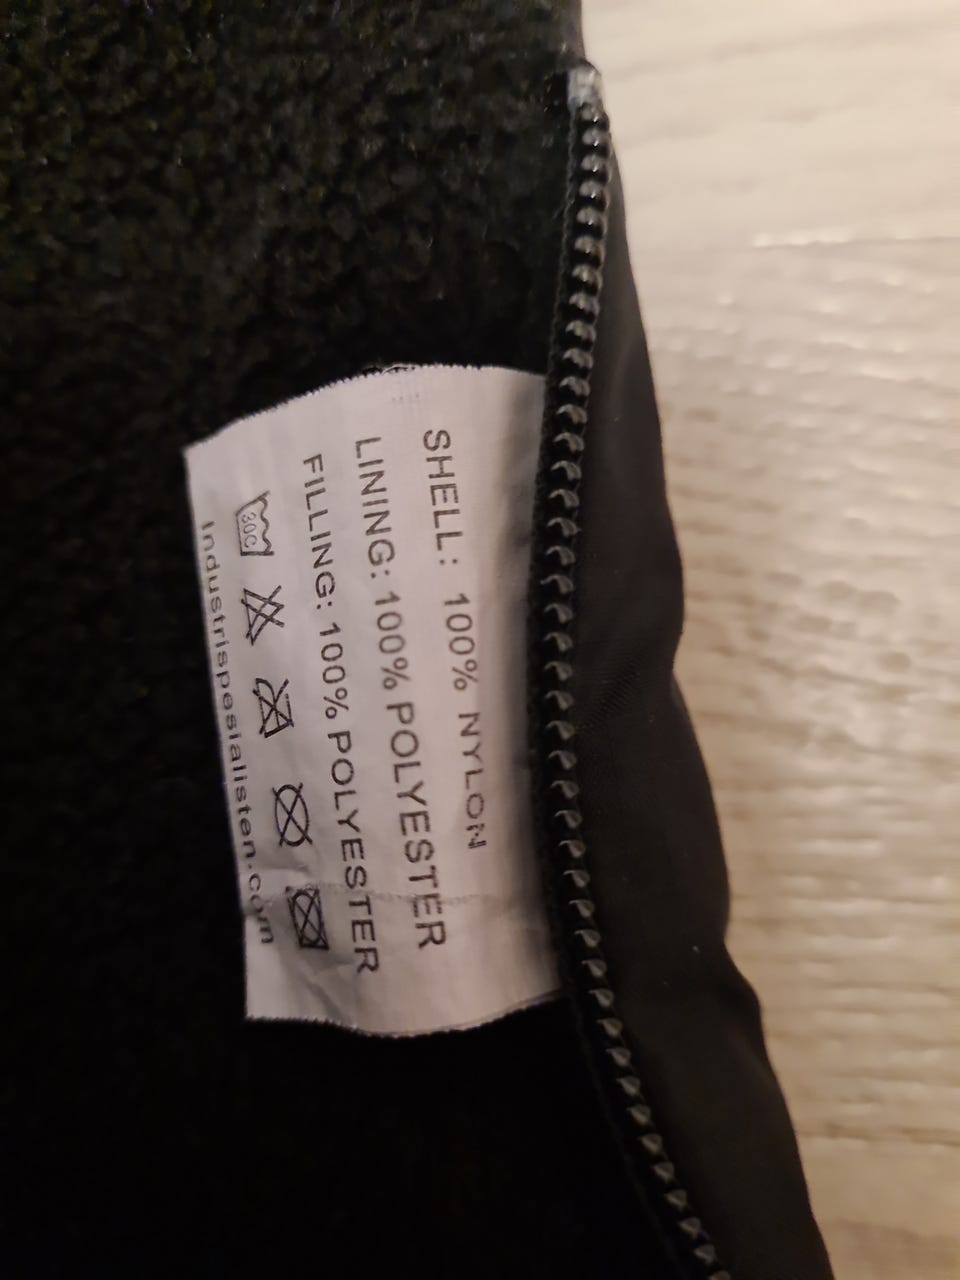 SHELL: 100% NYLON
LINING: 100% POLYESTER
FILLING: 100% POLYESTER
30C
Industrispesialisten.com